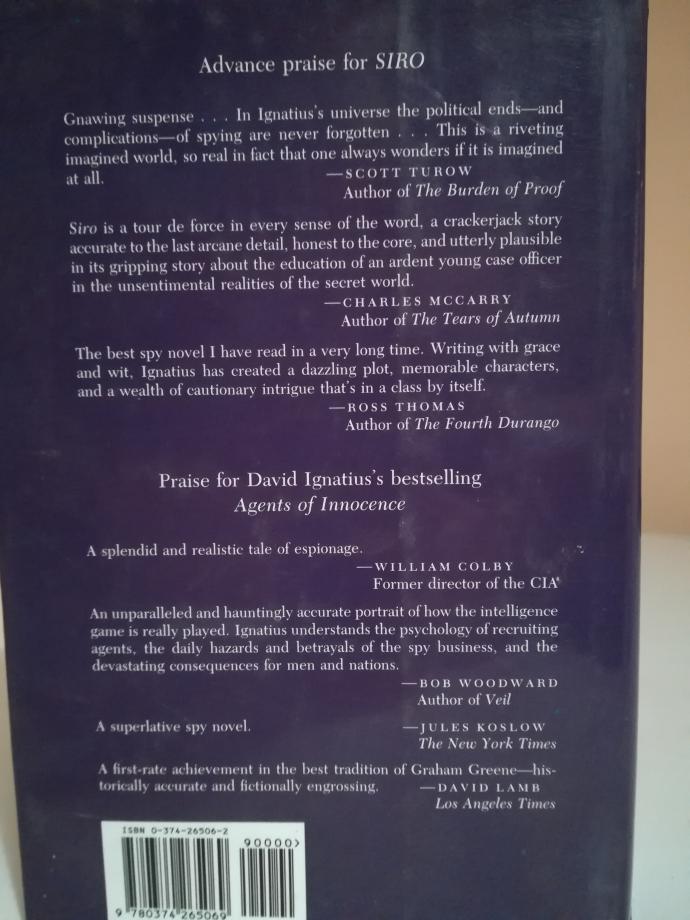 Advance praise for SIRO
Gnawing suspense . . . In Ignatius's universe the political ends—and
complications—of spying are never forgotten . . . This is a riveting
imagined world, so real in fact that one always wonders if it is imagined
at all. —SCOTT TUROW
Author of The Burden of Proof
Siro is a tour de force in every sense of the word, a crackerjack story
accurate to the last arcane detail, honest to the core, and utterly plausible
in its gripping story about the education of an ardent young case officer
in the unsentimental realities of the secret world.
—CHARLES MCCARRY
Author of The Tears of Autumn
The best spy novel I have read in a very long time. Writing with grace
and wit, Ignatius has created a dazzling plot, memorable characters,
and a wealth of cautionary intrigue that's in a class by itself.
—ROSS THOMAS
Author of The Fourth Durango
Praise for David Ignatius's bestselling
Agents of Innocence
A splendid and realistic tale of espionage.
—WILLIAM COLBY
Former director of the CIA
An unparalleled and hauntingly accurate portrait of how the intelligence
game is really played. Ignatius understands the psychology of recruiting
agents, the daily hazards and betrayals of the spy business, and the
devastating consequences for men and nations.
—BOB WOODWARD
Author of Veil
A superlative spy novel. —JULES KOSLOW
The New York Times
A first-rate achievement in the best tradition of Graham Greene—his-
torically accurate and fictionally engrossing. —DAVID LAMB
Los Angeles Times
ISBN 0-374-26506-2
90000>
9 780374 265069